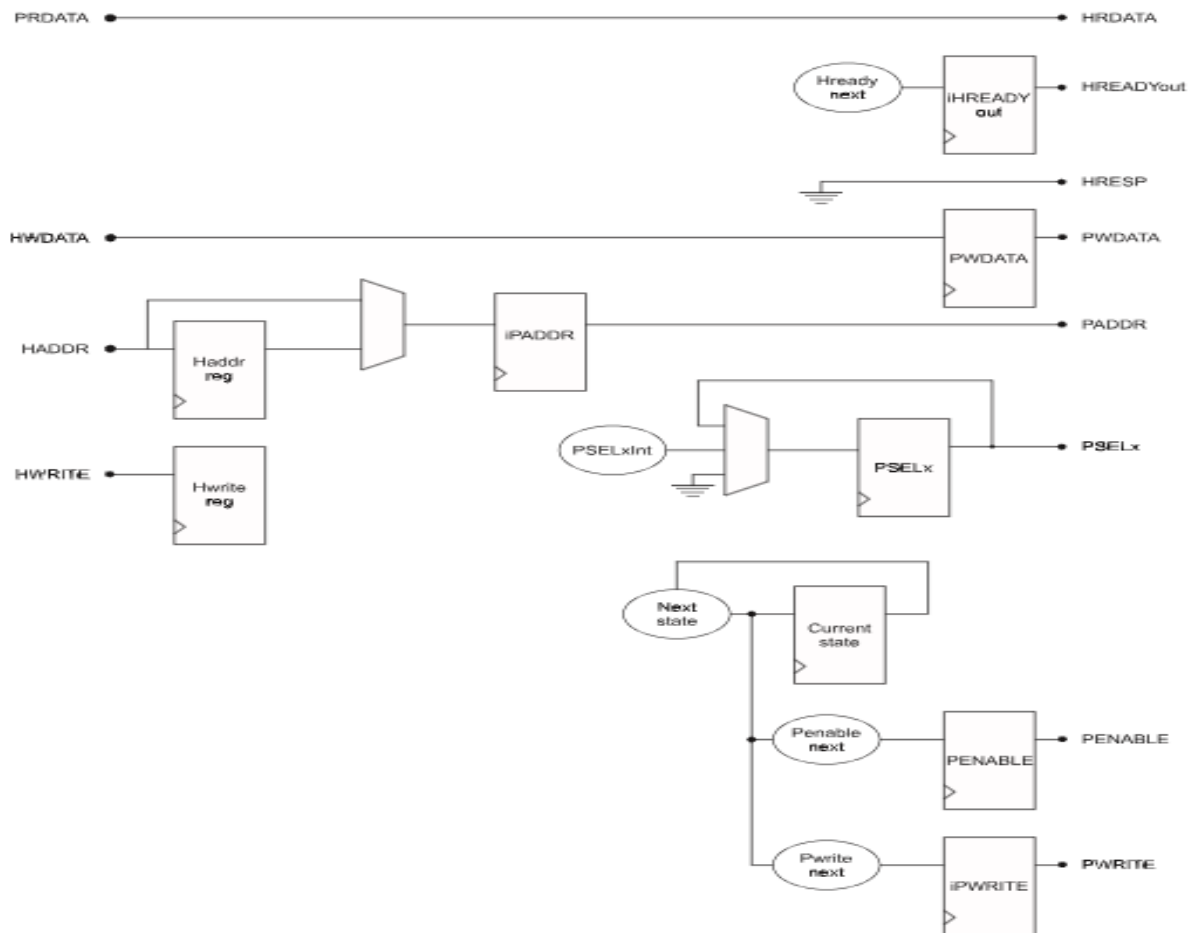 PRDATA
HRDATA
Hready
next
iHREADY
out
HREADYout
HRESP
HWDATA
PWDATA
PWDATA
HADDR
Haddr
reg
iPADDR
PADDR
PSELxInt
PSELx
PSELx
HWRITE
Hwrite
reg
Next
state
Current
state
Penable
next
PENABLE
PENABLE
Pwrite
next
iPWRITE
PWRITE